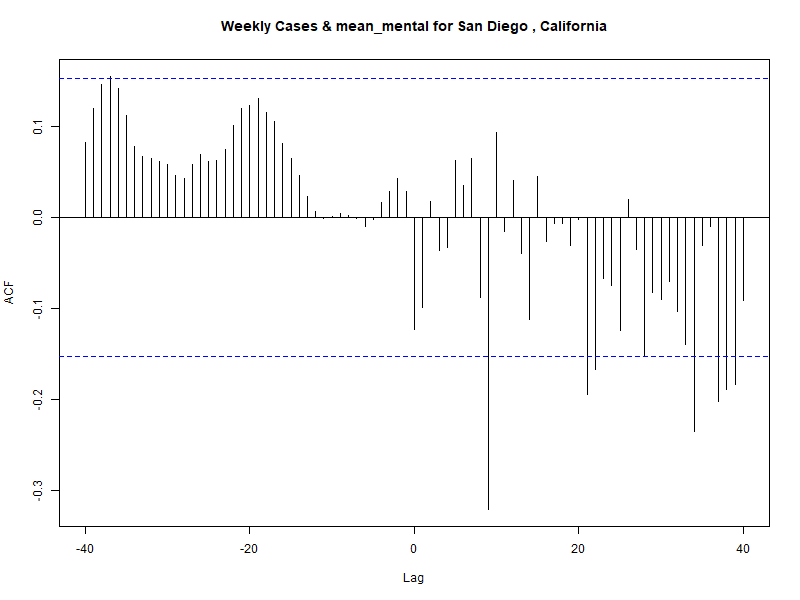 Weekly Cases & mean_mental for San Diego , California
ACF
0.1
0.0
-0.1
-0.2
-0.3
-40 -20 0 20 40
Lag